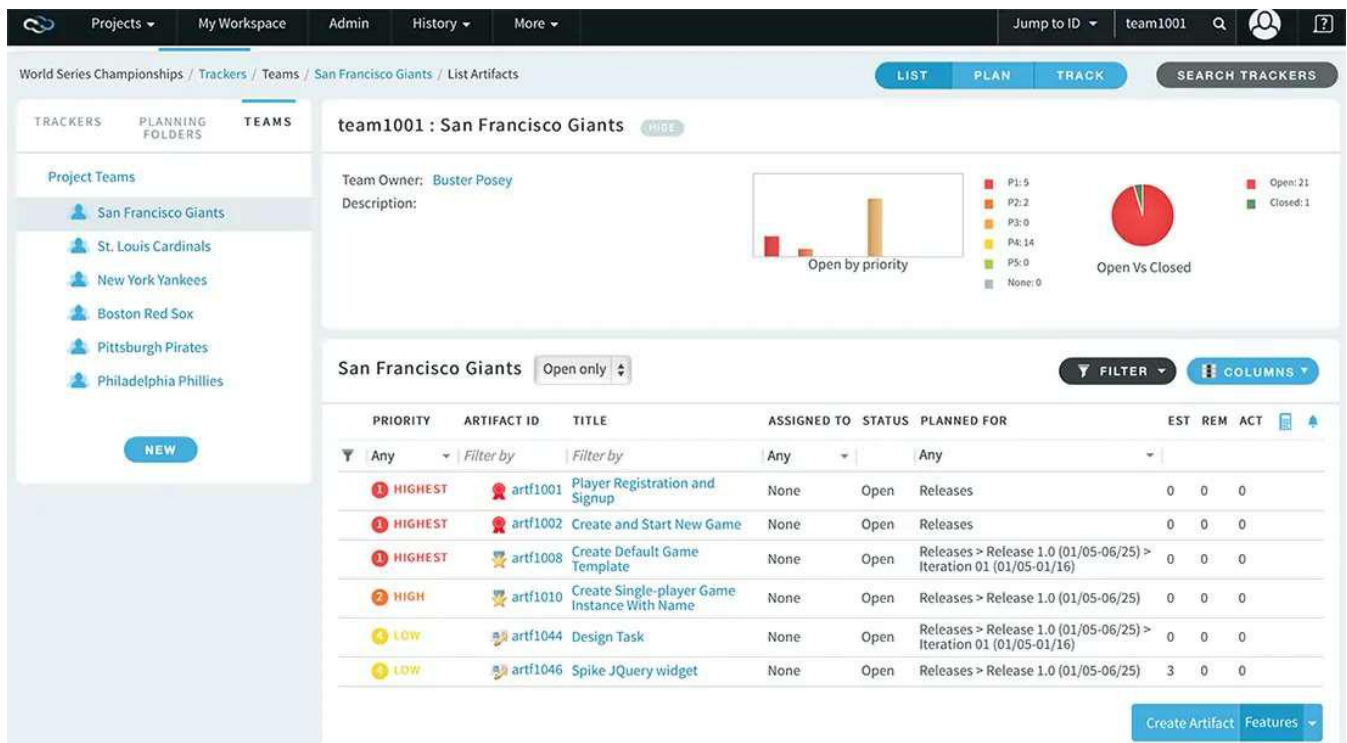 Projects My Workspace Admin History More Jump to ID team1001
World Series Championships / Trackers / Teams / San Francisco Giants / List Artifacts
LIST PLAN TRACK SEARCH TRACKERS
TRACKERS PLANNING FOLDERS TEAMS
Project Teams
San Francisco Giants
St. Louis Cardinals
New York Yankees
Boston Red Sox
Pittsburgh Pirates
Philadelphia Phillies
NEW
team1001 : San Francisco Giants HIDE
Team Owner: Buster Posey
Description:
Open by priority
P1: 5
P2: 2
P3: 0
P4: 14
P5: 0
None: 0
Open Vs Closed
Open: 21
Closed: 1
San Francisco Giants Open only FILTER COLUMNS
PRIORITY ARTIFACT ID TITLE ASSIGNED TO STATUS PLANNED FOR EST REM ACT
Any Filter by Filter by Any Any
1 HIGHEST artf1001 Player Registration and Signup None Open Releases 0 0 0
1 HIGHEST artf1002 Create and Start New Game None Open Releases 0 0 0
1 HIGHEST artf1008 Create Default Game Template None Open Releases > Release 1.0 (01/05-06/25) > Iteration 01 (01/05-01/16) 0 0 0
2 HIGH artf1010 Create Single-player Game Instance With Name None Open Releases > Release 1.0 (01/05-06/25) 0 0 0
4 LOW artf1044 Design Task None Open Releases > Release 1.0 (01/05-06/25) > Iteration 01 (01/05-01/16) 0 0 0
4 LOW artf1046 Spike JQuery widget None Open Releases > Release 1.0 (01/05-06/25) 3 0 0
Create Artifact Features